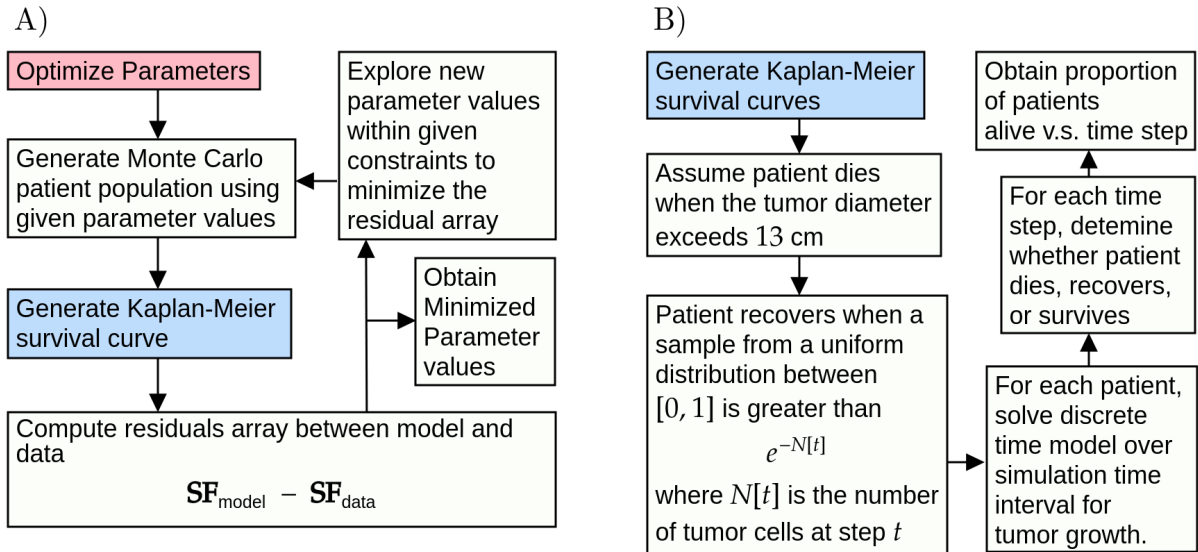 A)
Optimize Parameters
Generate Monte Carlo
patient population using
given parameter values
Generate Kaplan-Meier
survival curve
Compute residuals array between model and
data
SF_model − SF_data
Explore new
parameter values
within given
constraints to
minimize the
residual array
Obtain
Minimized
Parameter
values
B)
Generate Kaplan-Meier
survival curves
Assume patient dies
when the tumor diameter
exceeds 13 cm
Patient recovers when a
sample from a uniform
distribution between
[0, 1] is greater than
e^{−N[t]}
where N[t] is the number
of tumor cells at step t
For each patient,
solve discrete
time model over
simulation time
interval for
tumor growth.
For each time
step, detemine
whether patient
dies, recovers,
or survives
Obtain proportion
of patients
alive v.s. time step